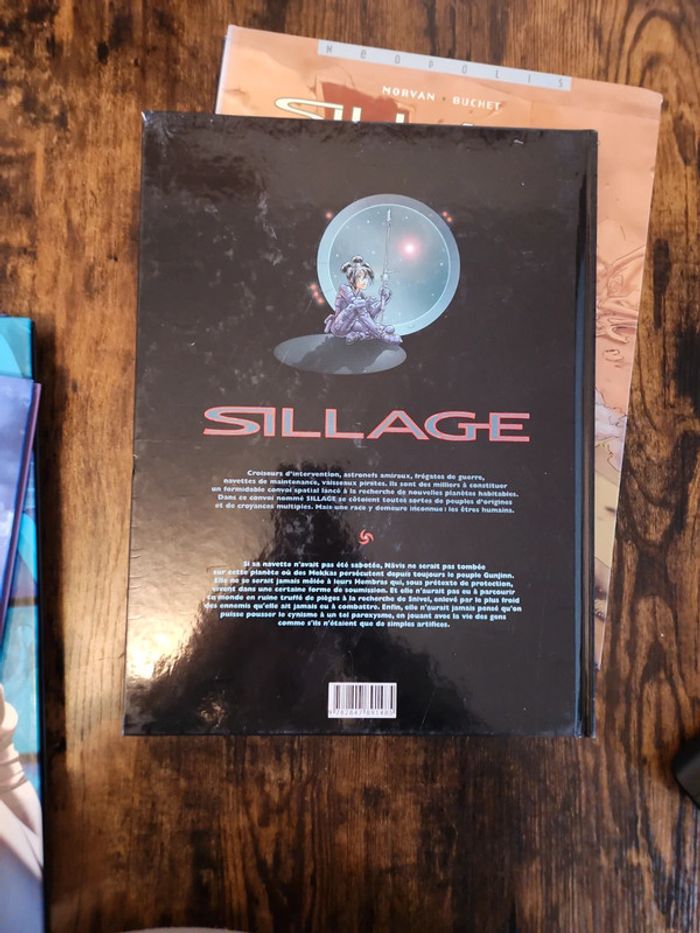 NEOPOLIS
MORVAN • BUCHET
SILLAGE
Croiseurs d'intervention, astronefs amiraux, frégates de guerre,
navettes de maintenance, vaisseaux pirates. Ils sont des milliers à constituer
un formidable convoi spatial lancé à la recherche de nouvelles planètes habitables.
Dans ce convoi nommé SILLAGE se côtoient toutes sortes de peuples d'origines
et de croyances multiples. Mais une race y demeure inconnue : les êtres humains.
Si sa navette n'avait pas été sabotée, Nävis ne serait pas tombée
sur cette planète où des Mekkas persécutent depuis toujours le peuple Gunjinn.
Elle ne se serait jamais mêlée à leurs Hembras qui, sous prétexte de protection,
vivent dans une certaine forme de soumission. Et elle n'aurait pas eu à parcourir
ce monde en ruine truffé de pièges à la recherche de Snivel, enlevé par le plus froid
des ennemis qu'elle ait jamais eu à combattre. Enfin, elle n'aurait jamais pensé qu'on
puisse pousser le cynisme à un tel paroxysme, en jouant avec la vie des gens
comme s'ils n'étaient que de simples artifices.